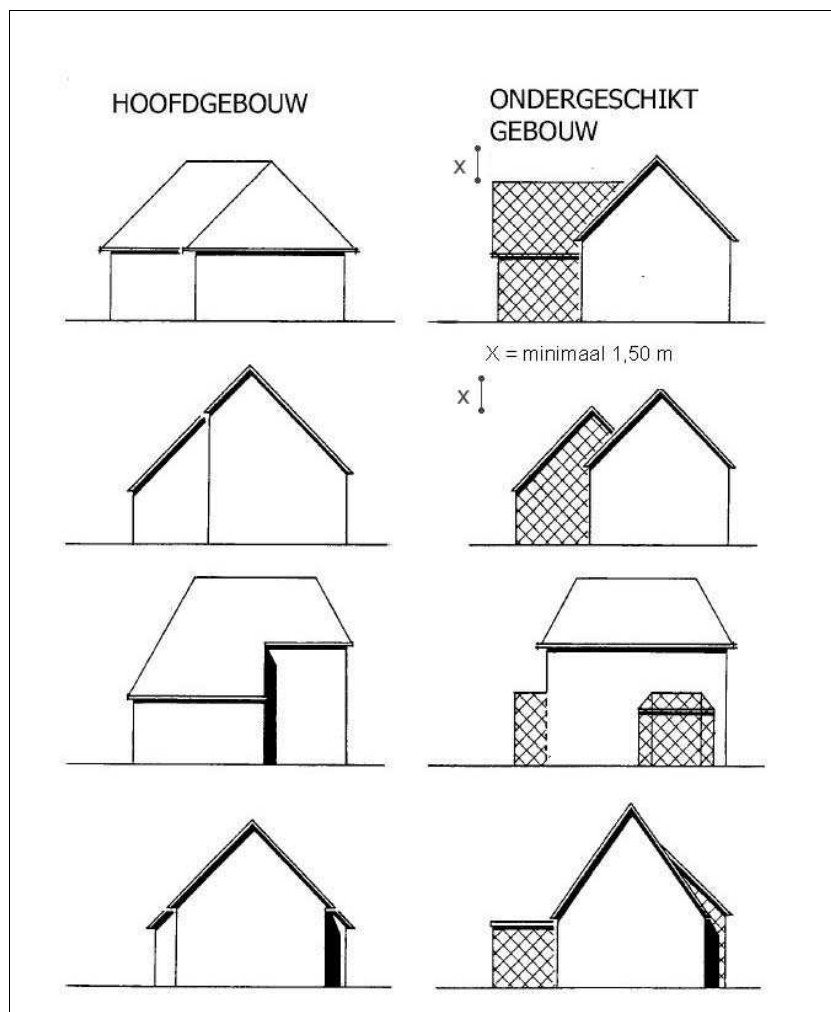 HOOFDGEBOUW
ONDERGESCHIKT
GEBOUW
X
X = minimaal 1,50 m
X